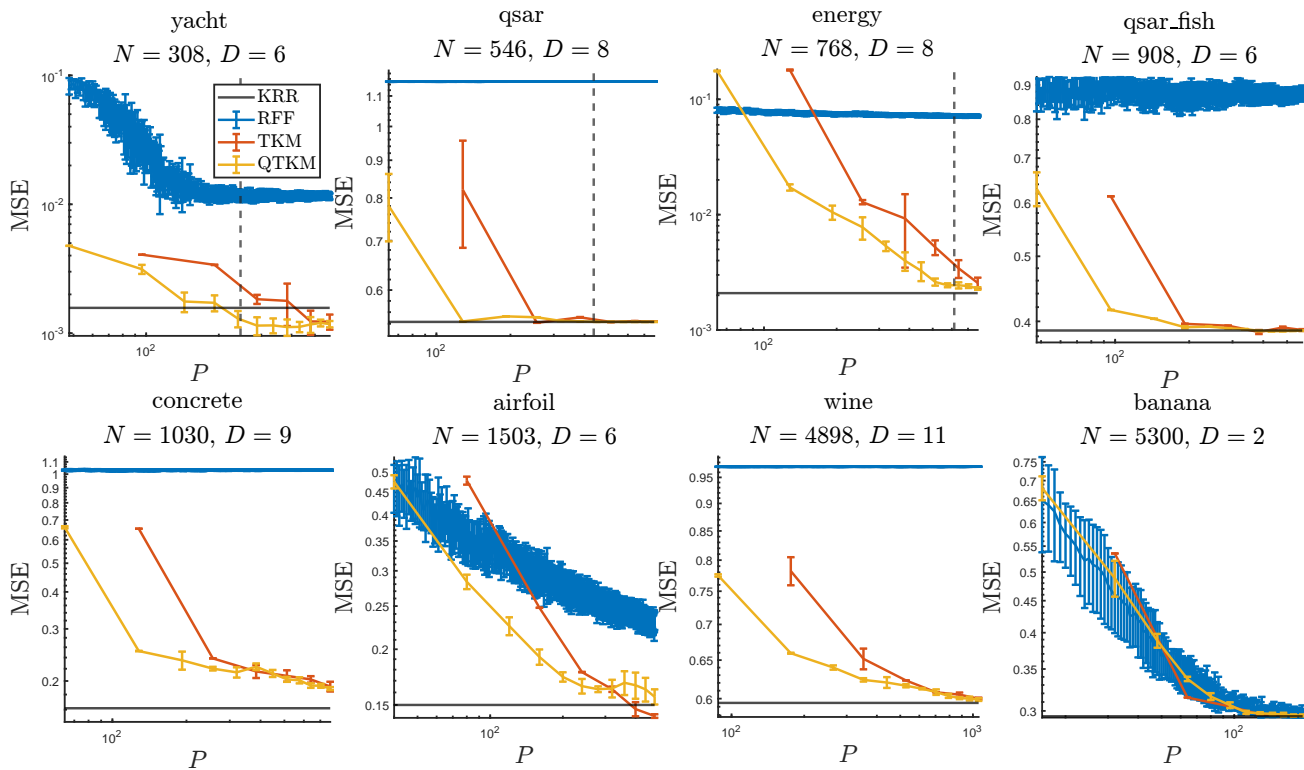 yacht
N = 308, D = 6
10^-1
10^-2
10^-3
MSE
10^2
P
KRR
RFF
TKM
QTKM
qsar
N = 546, D = 8
1.1
1
0.9
0.8
0.7
0.6
MSE
10^2
P
energy
N = 768, D = 8
10^-1
10^-2
10^-3
MSE
10^2
P
qsar_fish
N = 908, D = 6
0.9
0.8
0.6
0.5
0.4
MSE
10^2
P
concrete
N = 1030, D = 9
1.1
1
0.9
0.8
0.7
0.6
0.5
0.4
0.3
0.2
MSE
10^2
P
airfoil
N = 1503, D = 6
0.5
0.45
0.4
0.35
0.3
0.25
0.2
0.15
MSE
10^2
P
wine
N = 4898, D = 11
0.95
0.8
0.75
0.7
0.65
0.6
MSE
10^2
10^3
P
banana
N = 5300, D = 2
0.75
0.7
0.65
0.6
0.55
0.5
0.45
0.4
0.35
0.3
MSE
10^2
P